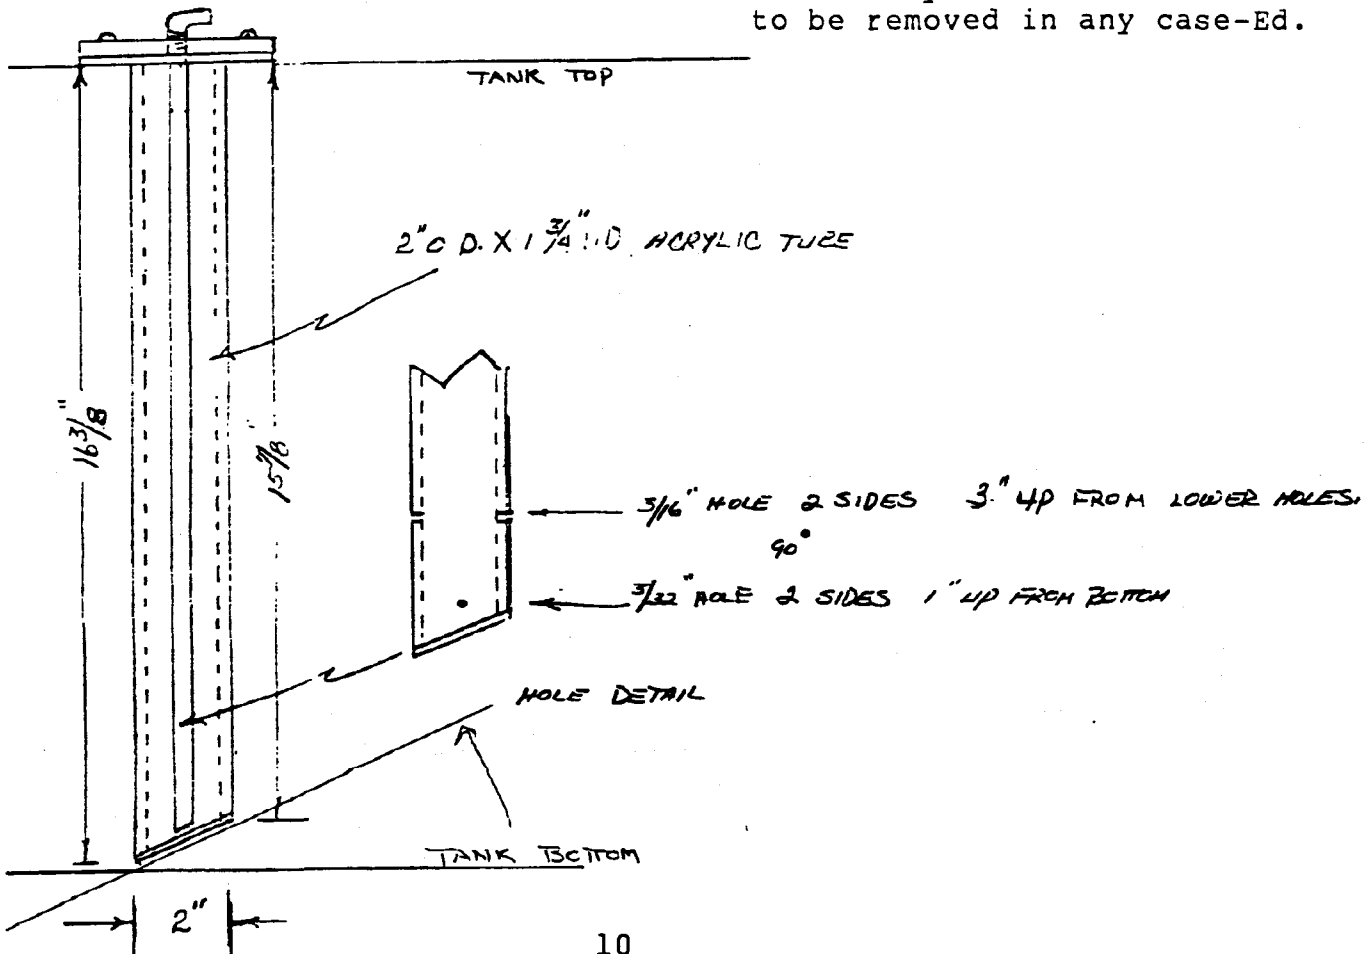 to be removed in any case-Ed.
TANK TOP
2" O D. X 1 3/4" I.D ACRYLIC TUBE
16 3/8"
15 7/8"
3/16" HOLE 2 SIDES 3" UP FROM LOWER HOLES.
90°
3/32" HOLE 2 SIDES 1" UP FROM BOTTOM
HOLE DETAIL
TANK BOTTOM
2"
10